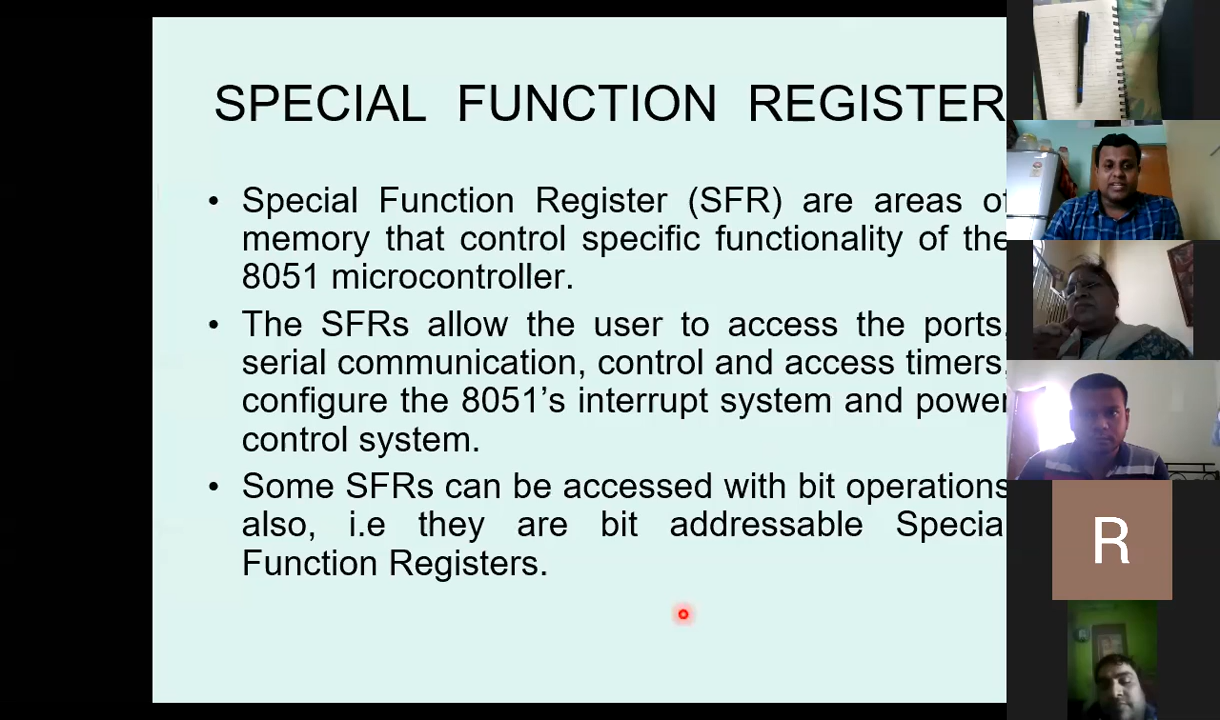 SPECIAL FUNCTION REGISTER
• Special Function Register (SFR) are areas of
memory that control specific functionality of the
8051 microcontroller.
• The SFRs allow the user to access the ports,
serial communication, control and access timers,
configure the 8051’s interrupt system and power
control system.
• Some SFRs can be accessed with bit operations
also, i.e they are bit addressable Specia
Function Registers.
R